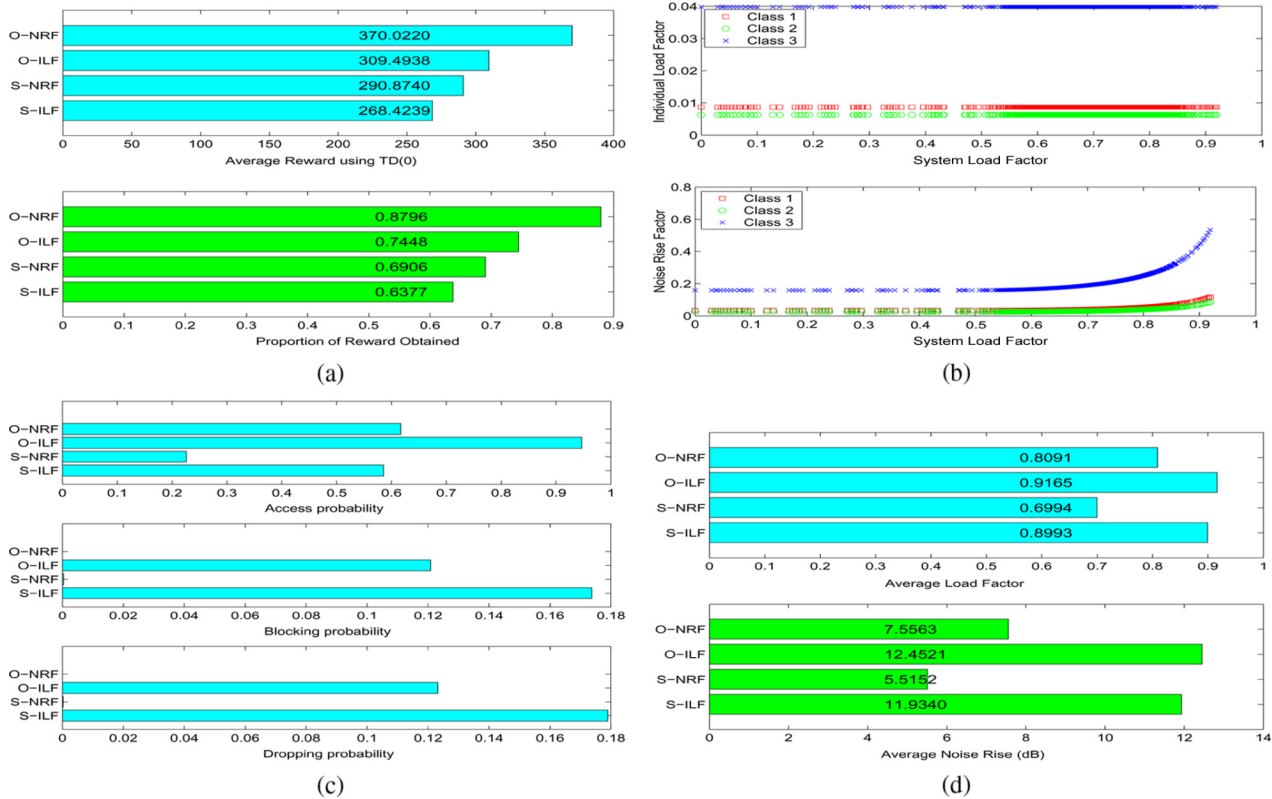 O-NRF
370.0220
O-ILF
309.4938
S-NRF
290.8740
S-ILF
268.4239
0 50 100 150 200 250 300 350 400
Average Reward using TD(0)
O-NRF
0.8796
O-ILF
0.7448
S-NRF
0.6906
S-ILF
0.6377
0 0.1 0.2 0.3 0.4 0.5 0.6 0.7 0.8 0.9
Proportion of Reward Obtained
(a)
Individual Load Factor
0.04
0.03
0.02
0.01
0
Class 1
Class 2
Class 3
0 0.1 0.2 0.3 0.4 0.5 0.6 0.7 0.8 0.9 1
System Load Factor
Noise Rise Factor
0.8
0.6
0.4
0.2
0
Class 1
Class 2
Class 3
0 0.1 0.2 0.3 0.4 0.5 0.6 0.7 0.8 0.9 1
System Load Factor
(b)
O-NRF
O-ILF
S-NRF
S-ILF
0 0.1 0.2 0.3 0.4 0.5 0.6 0.7 0.8 0.9 1
Access probability
O-NRF
O-ILF
S-NRF
S-ILF
0 0.02 0.04 0.06 0.08 0.1 0.12 0.14 0.16 0.18
Blocking probability
O-NRF
O-ILF
S-NRF
S-ILF
0 0.02 0.04 0.06 0.08 0.1 0.12 0.14 0.16 0.18
Dropping probability
(c)
O-NRF
0.8091
O-ILF
0.9165
S-NRF
0.6994
S-ILF
0.8993
0 0.1 0.2 0.3 0.4 0.5 0.6 0.7 0.8 0.9 1
Average Load Factor
O-NRF
7.5563
O-ILF
12.4521
S-NRF
5.5152
S-ILF
11.9340
0 2 4 6 8 10 12 14
Average Noise Rise (dB)
(d)